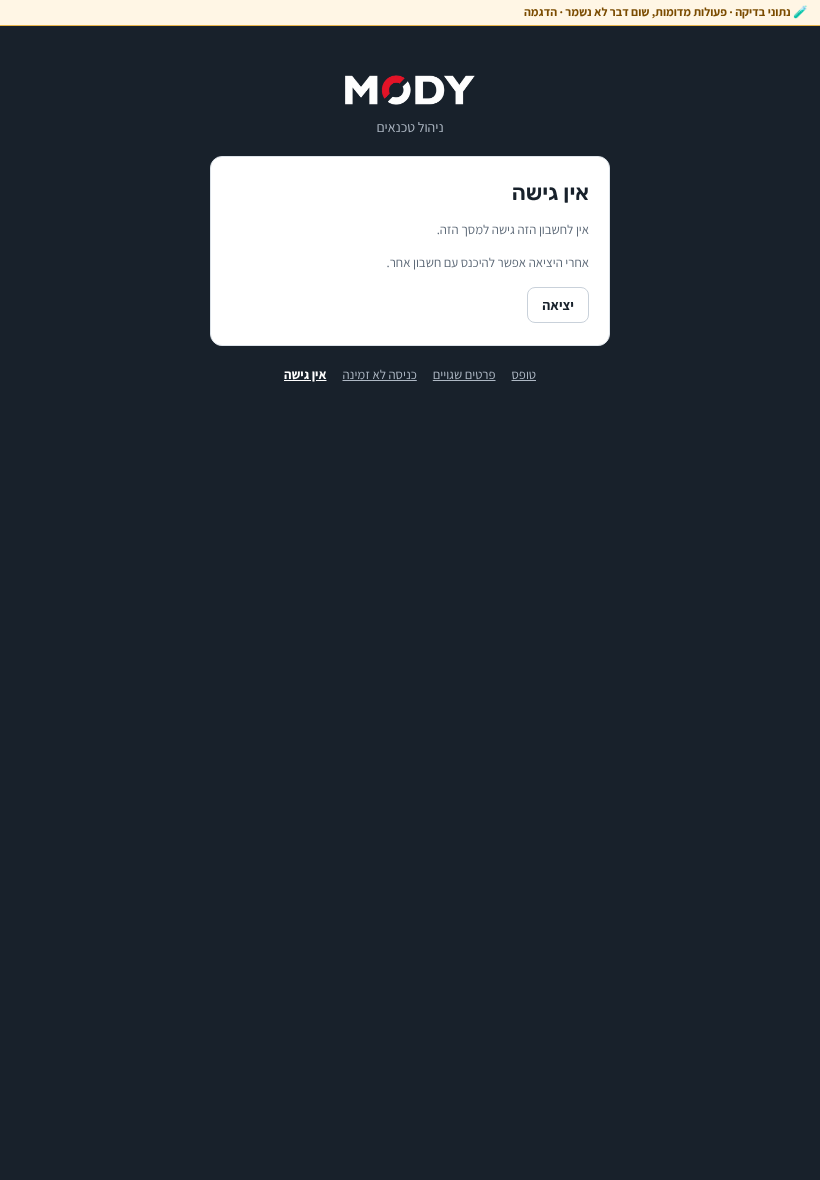 🧪 נתוני בדיקה · פעולות מדומות, שום דבר לא נשמר · הדגמה
MODY
ניהול טכנאים
אין גישה
אין לחשבון הזה גישה למסך הזה.
אחרי היציאה אפשר להיכנס עם חשבון אחר.
יציאה
טופס פרטים שגויים כניסה לא זמינה אין גישה